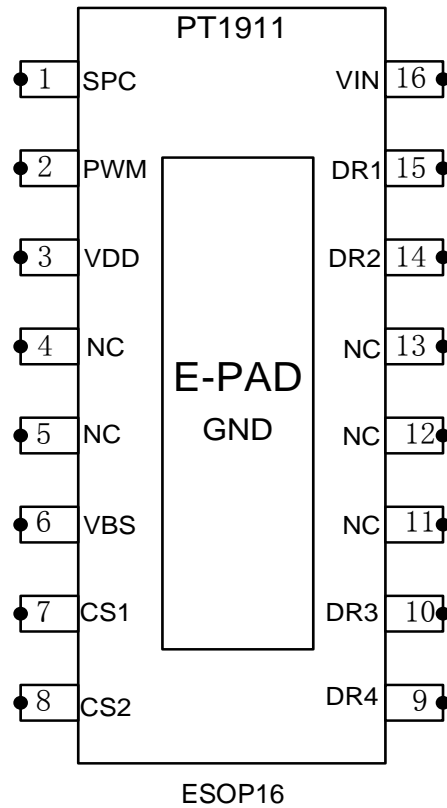 PT1911
1 SPC VIN 16
2 PWM DR1 15
3 VDD DR2 14
4 NC NC 13
5 NC NC 12
6 VBS NC 11
7 CS1 DR3 10
8 CS2 DR4 9
E-PAD
GND
ESOP16